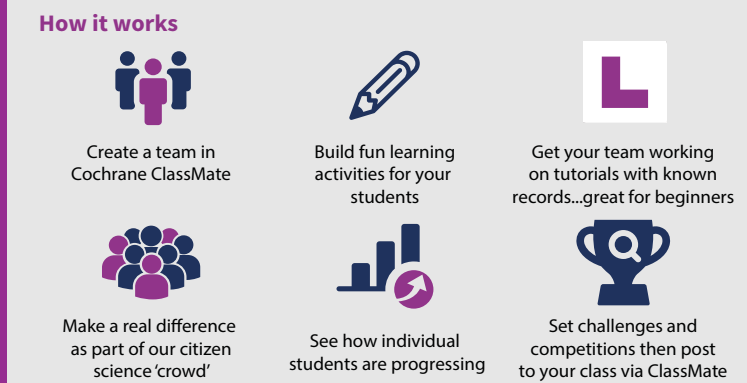 How it works
Create a team in
Cochrane ClassMate
Build fun learning
activities for your
students
L
Get your team working
on tutorials with known
records...great for beginners
Make a real difference
as part of our citizen
science ‘crowd’
See how individual
students are progressing
Set challenges and
competitions then post
to your class via ClassMate